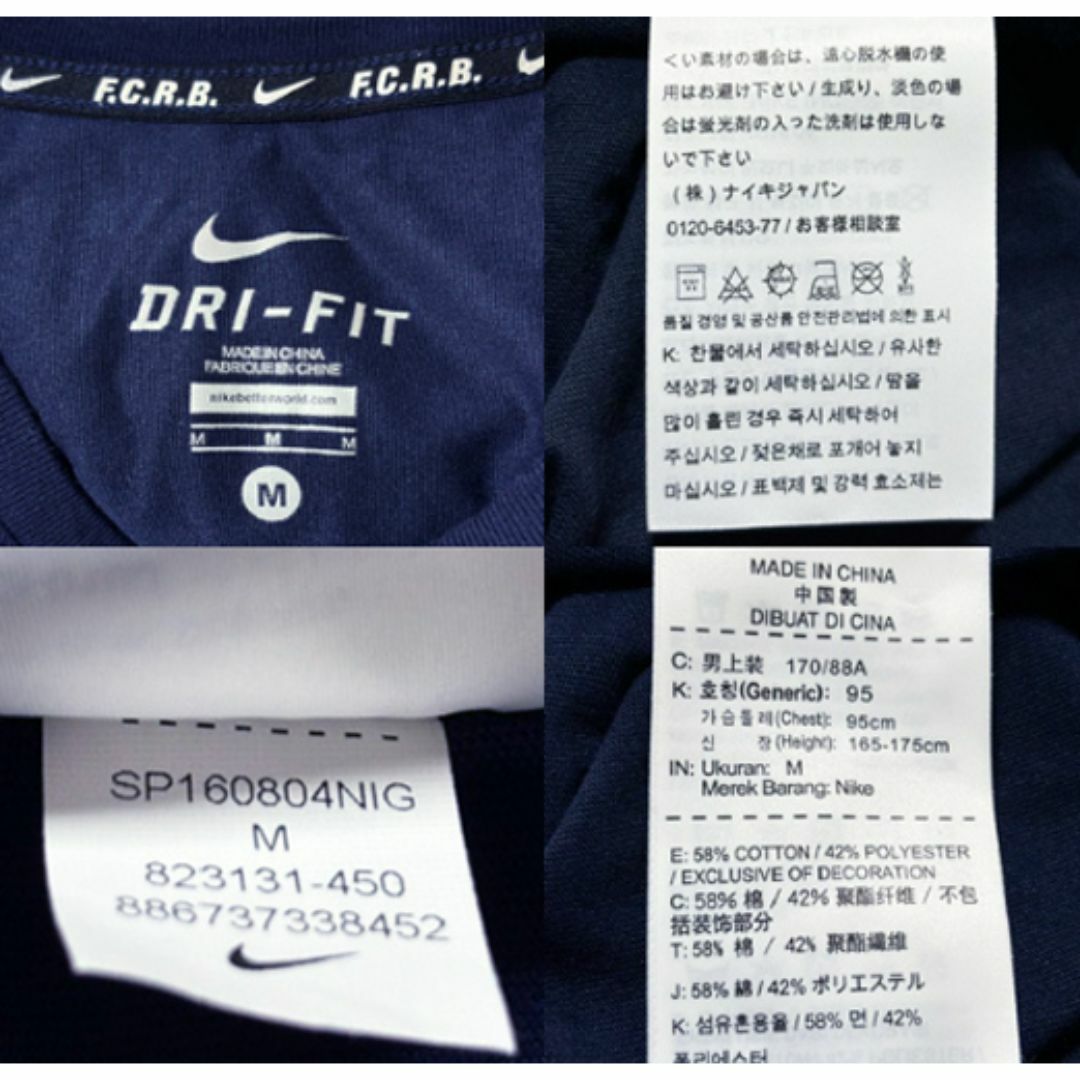 F.C.R.B. F.C.R.B.
DRI-FIT
MADE IN CHINA
FABRIQUE EN CHINE
nikebetterworld.com
M M M
M
くい素材の場合は、遠心脱水機の使
用はお避け下さい / 生成り、淡色の場
合は蛍光剤の入った洗剤は使用しな
いで下さい
(株) ナイキジャパン
0120-6453-77 / お客様相談室
품질 경영 및 공산품 안전관리법에 의한 표시
K: 찬물에서 세탁하십시오 / 유사한
색상과 같이 세탁하십시오 / 땀을
많이 흘린 경우 즉시 세탁하여
주십시오 / 젖은채로 포개어 놓지
마십시오 / 표백제 및 강력 효소제는
SP160804NIG
M
823131-450
886737338452
MADE IN CHINA
中国製
DIBUAT DI CINA
C: 男上装 170/88A
K: 호칭(Generic): 95
가슴둘레(Chest): 95cm
신 장(Height): 165-175cm
IN: Ukuran: M
Merek Barang: Nike
E: 58% COTTON / 42% POLYESTER
/ EXCLUSIVE OF DECORATION
C: 58% 棉 / 42% 聚酯纤维 / 不包
括装饰部分
T: 58% 棉 / 42% 聚酯纖維
J: 58% 綿 / 42% ポリエステル
K: 섬유혼용율 / 58% 면 / 42%
폴리에스터